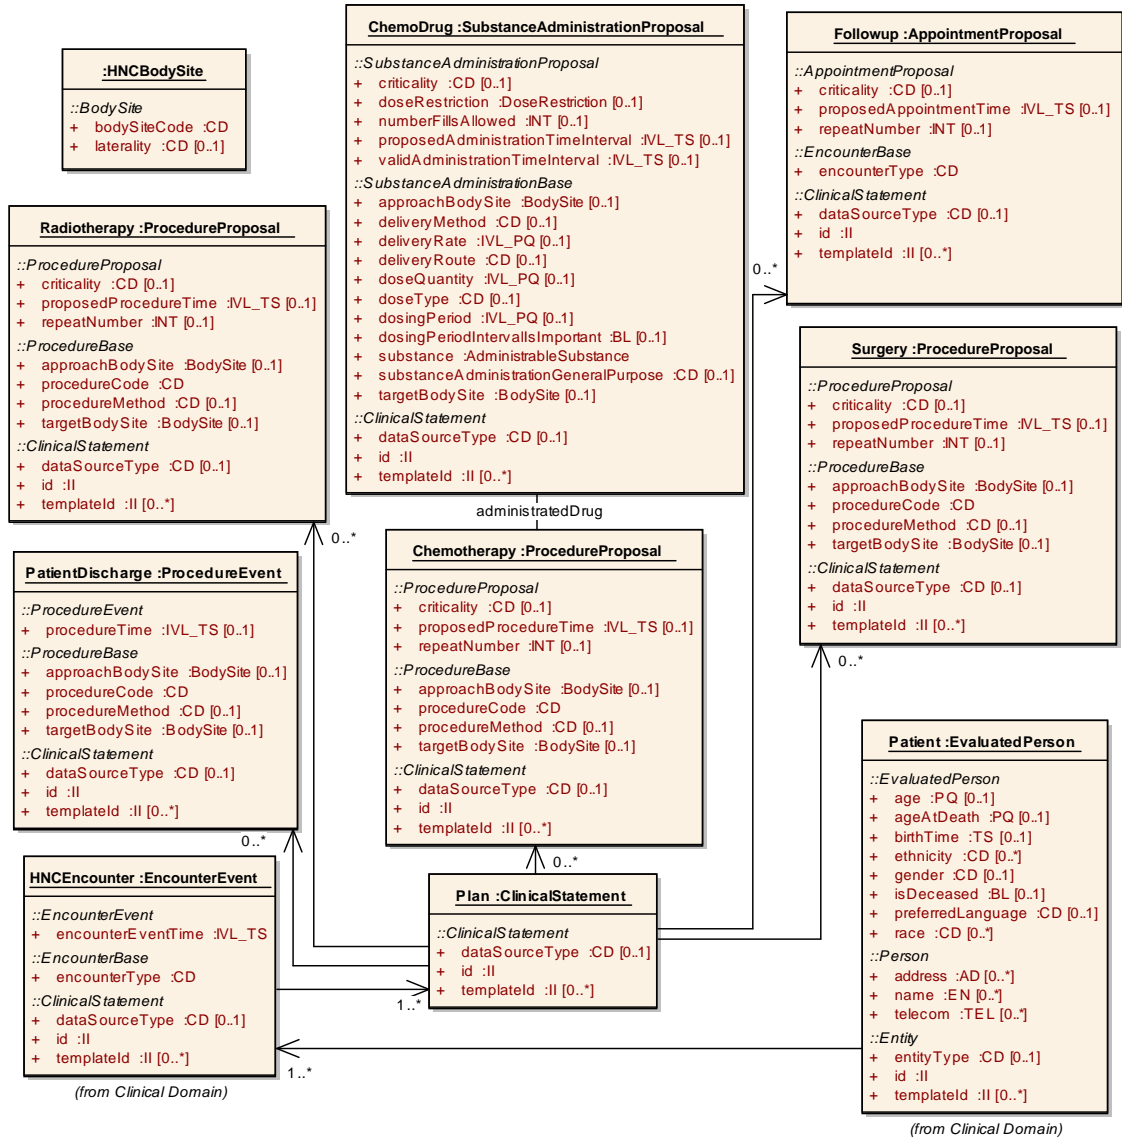 :HNCBodySite
::BodySite
+ bodySiteCode :CD
+ laterality :CD [0..1]
ChemoDrug :SubstanceAdministrationProposal
::SubstanceAdministrationProposal
+ criticality :CD [0..1]
+ doseRestriction :DoseRestriction [0..1]
+ numberFillsAllowed :INT [0..1]
+ proposedAdministrationTimeInterval :IVL_TS [0..1]
+ validAdministrationTimeInterval :IVL_TS [0..1]
::SubstanceAdministrationBase
+ approachBodySite :BodySite [0..1]
+ deliveryMethod :CD [0..1]
+ deliveryRate :IVL_PQ [0..1]
+ deliveryRoute :CD [0..1]
+ doseQuantity :IVL_PQ [0..1]
+ doseType :CD [0..1]
+ dosingPeriod :IVL_PQ [0..1]
+ dosingPeriodIntervalIsImportant :BL [0..1]
+ substance :AdministrableSubstance
+ substanceAdministrationGeneralPurpose :CD [0..1]
+ targetBodySite :BodySite [0..1]
::ClinicalStatement
+ dataSourceType :CD [0..1]
+ id :II
+ templateId :II [0..*]
Followup :AppointmentProposal
::AppointmentProposal
+ criticality :CD [0..1]
+ proposedAppointmentTime :IVL_TS [0..1]
+ repeatNumber :INT [0..1]
::EncounterBase
+ encounterType :CD
::ClinicalStatement
+ dataSourceType :CD [0..1]
+ id :II
+ templateId :II [0..*]
0..*
Radiotherapy :ProcedureProposal
::ProcedureProposal
+ criticality :CD [0..1]
+ proposedProcedureTime :IVL_TS [0..1]
+ repeatNumber :INT [0..1]
::ProcedureBase
+ approachBodySite :BodySite [0..1]
+ procedureCode :CD
+ procedureMethod :CD [0..1]
+ targetBodySite :BodySite [0..1]
::ClinicalStatement
+ dataSourceType :CD [0..1]
+ id :II
+ templateId :II [0..*]
0..*
Surgery :ProcedureProposal
::ProcedureProposal
+ criticality :CD [0..1]
+ proposedProcedureTime :IVL_TS [0..1]
+ repeatNumber :INT [0..1]
::ProcedureBase
+ approachBodySite :BodySite [0..1]
+ procedureCode :CD
+ procedureMethod :CD [0..1]
+ targetBodySite :BodySite [0..1]
::ClinicalStatement
+ dataSourceType :CD [0..1]
+ id :II
+ templateId :II [0..*]
0..*
administratedDrug
Chemotherapy :ProcedureProposal
::ProcedureProposal
+ criticality :CD [0..1]
+ proposedProcedureTime :IVL_TS [0..1]
+ repeatNumber :INT [0..1]
::ProcedureBase
+ approachBodySite :BodySite [0..1]
+ procedureCode :CD
+ procedureMethod :CD [0..1]
+ targetBodySite :BodySite [0..1]
::ClinicalStatement
+ dataSourceType :CD [0..1]
+ id :II
+ templateId :II [0..*]
0..*
PatientDischarge :ProcedureEvent
::ProcedureEvent
+ procedureTime :IVL_TS [0..1]
::ProcedureBase
+ approachBodySite :BodySite [0..1]
+ procedureCode :CD
+ procedureMethod :CD [0..1]
+ targetBodySite :BodySite [0..1]
::ClinicalStatement
+ dataSourceType :CD [0..1]
+ id :II
+ templateId :II [0..*]
0..*
HNCEncounter :EncounterEvent
::EncounterEvent
+ encounterEventTime :IVL_TS
::EncounterBase
+ encounterType :CD
::ClinicalStatement
+ dataSourceType :CD [0..1]
+ id :II
+ templateId :II [0..*]
(from Clinical Domain)
1..*
Plan :ClinicalStatement
::ClinicalStatement
+ dataSourceType :CD [0..1]
+ id :II
+ templateId :II [0..*]
1..*
Patient :EvaluatedPerson
::EvaluatedPerson
+ age :PQ [0..1]
+ ageAtDeath :PQ [0..1]
+ birthTime :TS [0..1]
+ ethnicity :CD [0..*]
+ gender :CD [0..1]
+ isDeceased :BL [0..1]
+ preferredLanguage :CD [0..1]
+ race :CD [0..*]
::Person
+ address :AD [0..*]
+ name :EN [0..*]
+ telecom :TEL [0..*]
::Entity
+ entityType :CD [0..1]
+ id :II
+ templateId :II [0..*]
(from Clinical Domain)